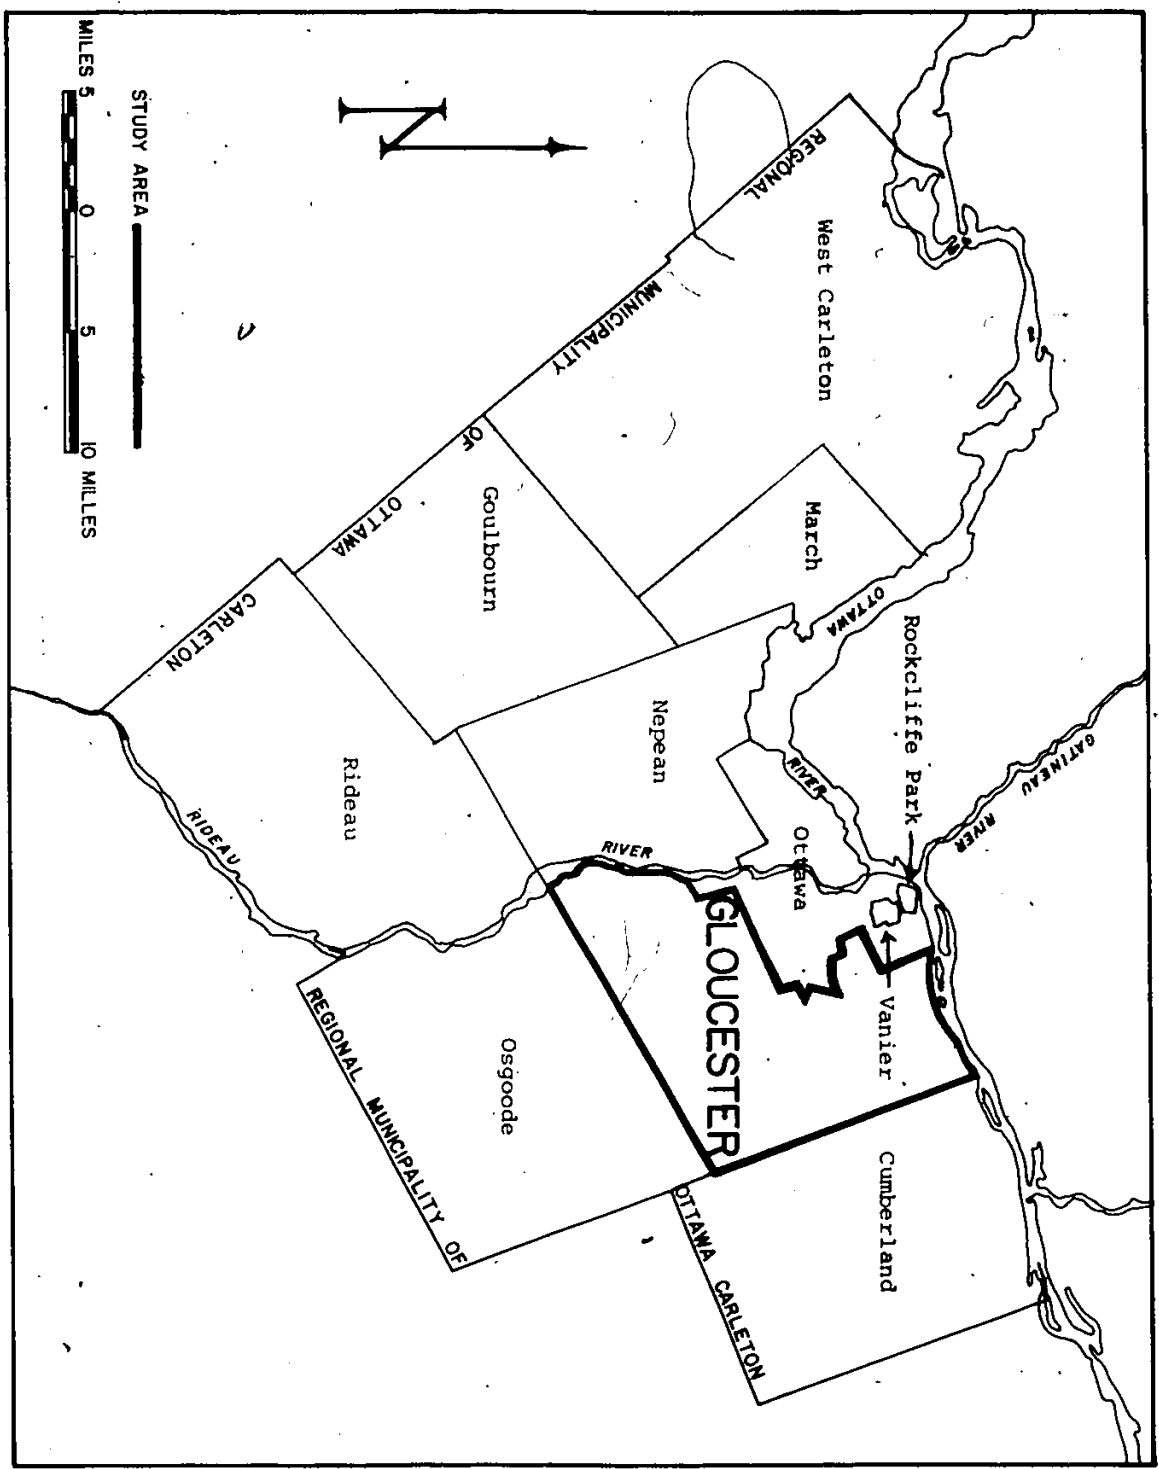 GATINEAU RIVER
Rockcliffe Park
OTTAWA RIVER
Vanier
Cumberland
West Carleton
March
Ottawa
GLOUCESTER
Nepean
RIVER
Goulbourn
Osgoode
Rideau
RIDEAU
REGIONAL MUNICIPALITY OF OTTAWA CARLETON
REGIONAL MUNICIPALITY OF OTTAWA CARLETON
N
STUDY AREA
MILES 5 0 5 10 MILLES